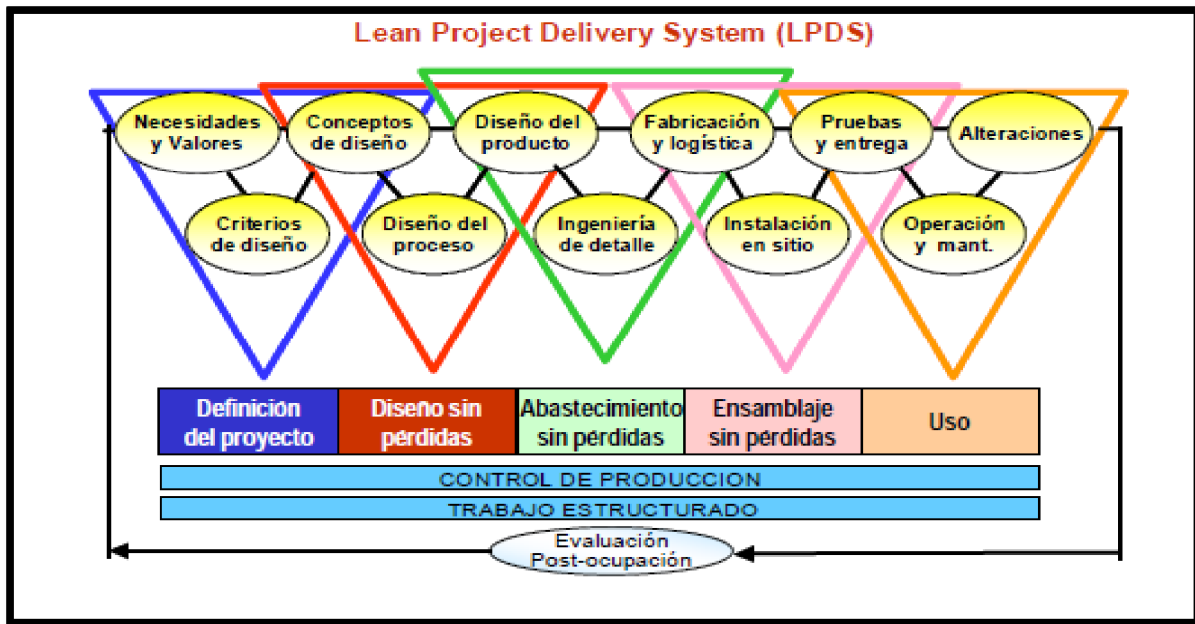 Lean Project Delivery System (LPDS)
Necesidades
y Valores
Conceptos
de diseño
Diseño del
producto
Fabricación
y logística
Pruebas
y entrega
Alteraciones
Criterios
de diseño
Diseño del
proceso
Ingeniería
de detalle
Instalación
en sitio
Operación
y mant.
Definición
del proyecto
Diseño sin
pérdidas
Abastecimiento
sin pérdidas
Ensamblaje
sin pérdidas
Uso
CONTROL DE PRODUCCION
TRABAJO ESTRUCTURADO
Evaluación
Post-ocupación